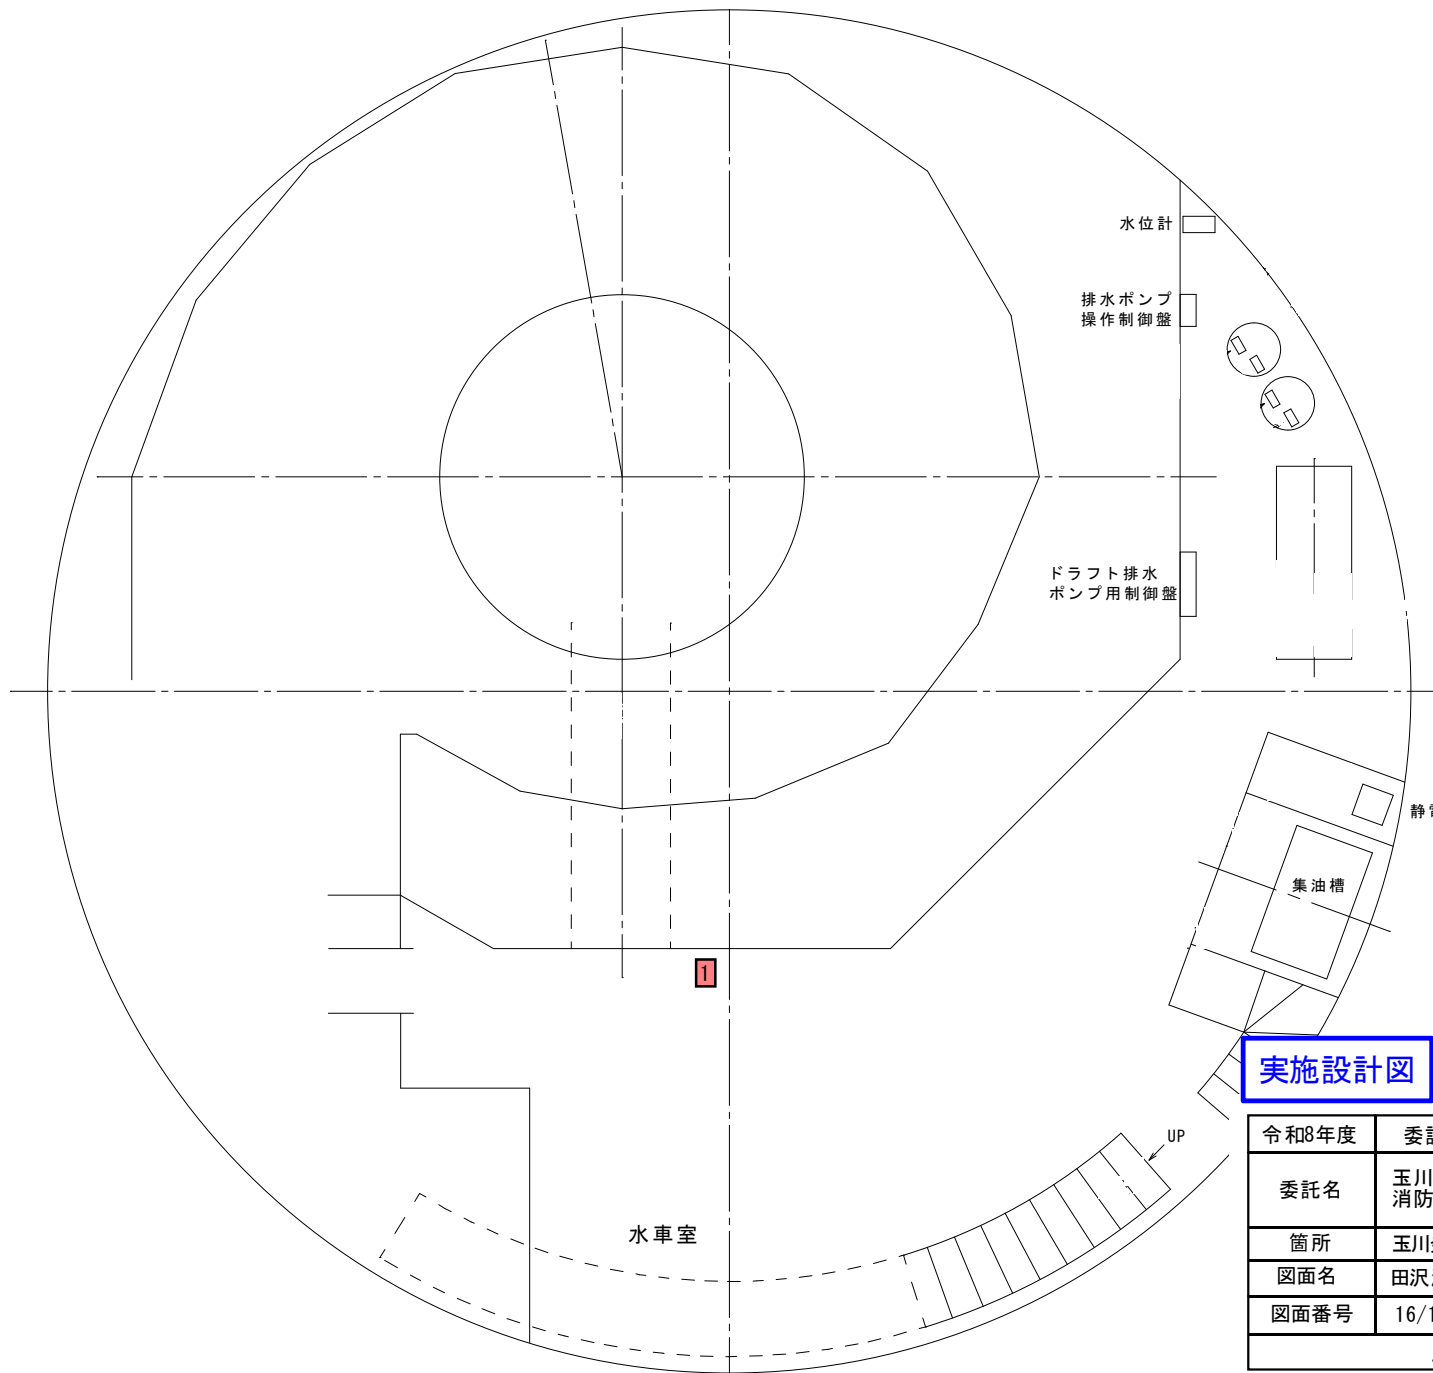 水位計
排水ポンプ
操作制御盤
ドラフト排水
ポンプ用制御盤
集油槽
1
実施設計図
UP
水車室
令和8年度
委託名 玉川
消防
箇所 玉川
図面名 田沢
図面番号 16/1